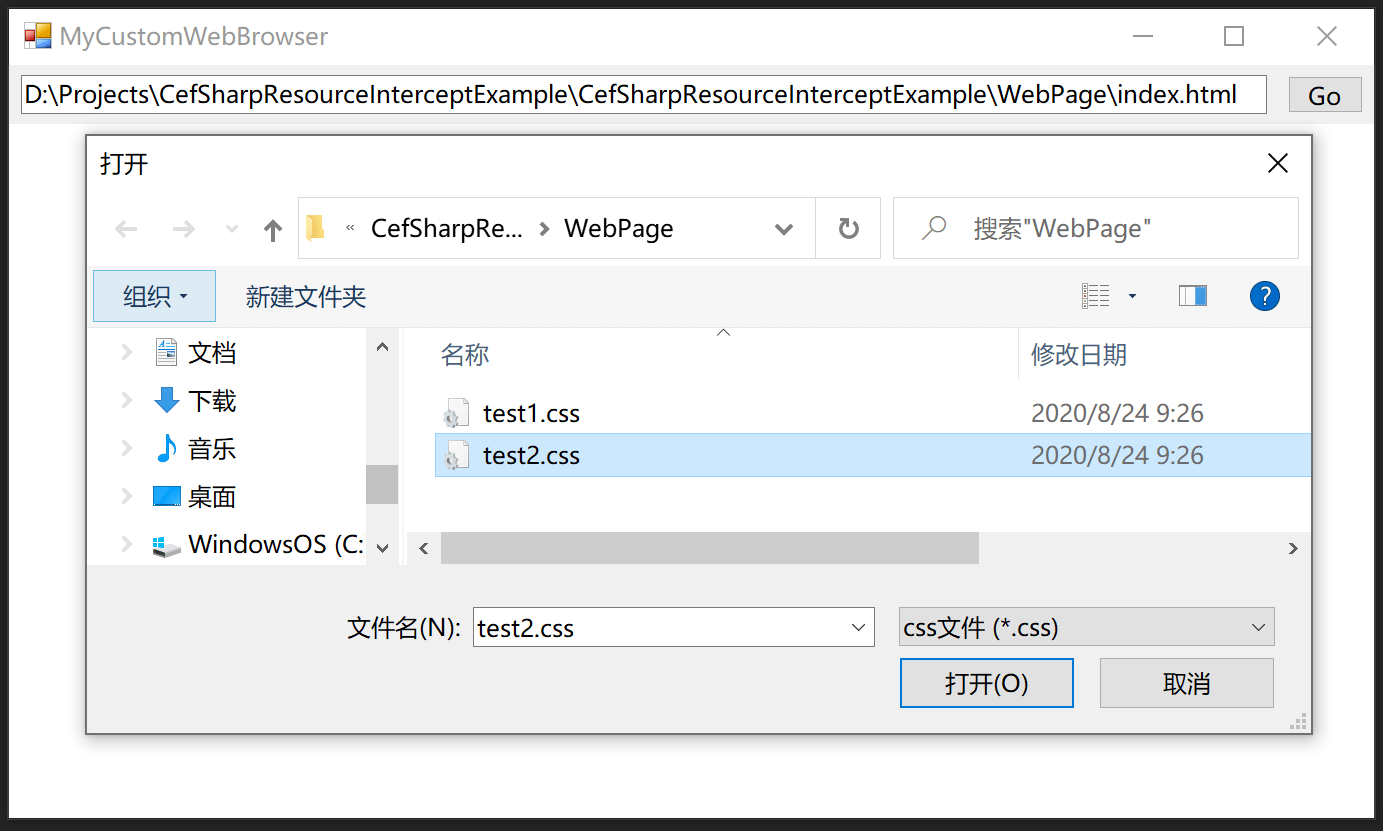 MyCustomWebBrowser
D:\Projects\CefSharpResourceInterceptExample\CefSharpResourceInterceptExample\WebPage\index.html
Go
打开
« CefSharpRe... > WebPage
搜索"WebPage"
组织
新建文件夹
?
文档
下载
音乐
桌面
WindowsOS (C:
名称 修改日期
test1.css 2020/8/24 9:26
test2.css 2020/8/24 9:26
文件名(N): test2.css css文件 (*.css)
打开(O) 取消